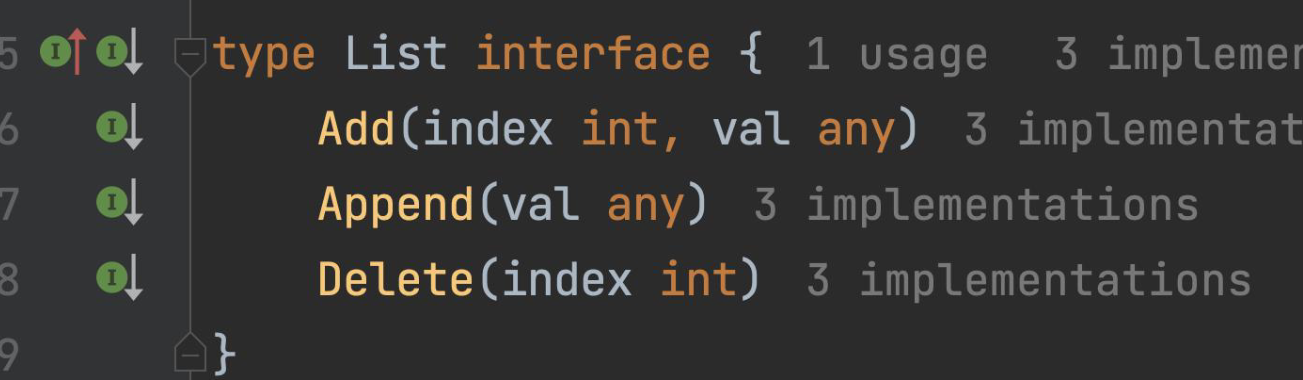 5 type List interface { 1 usage 3 implemen
6 Add(index int, val any) 3 implementat
7 Append(val any) 3 implementations
8 Delete(index int) 3 implementations
9 }